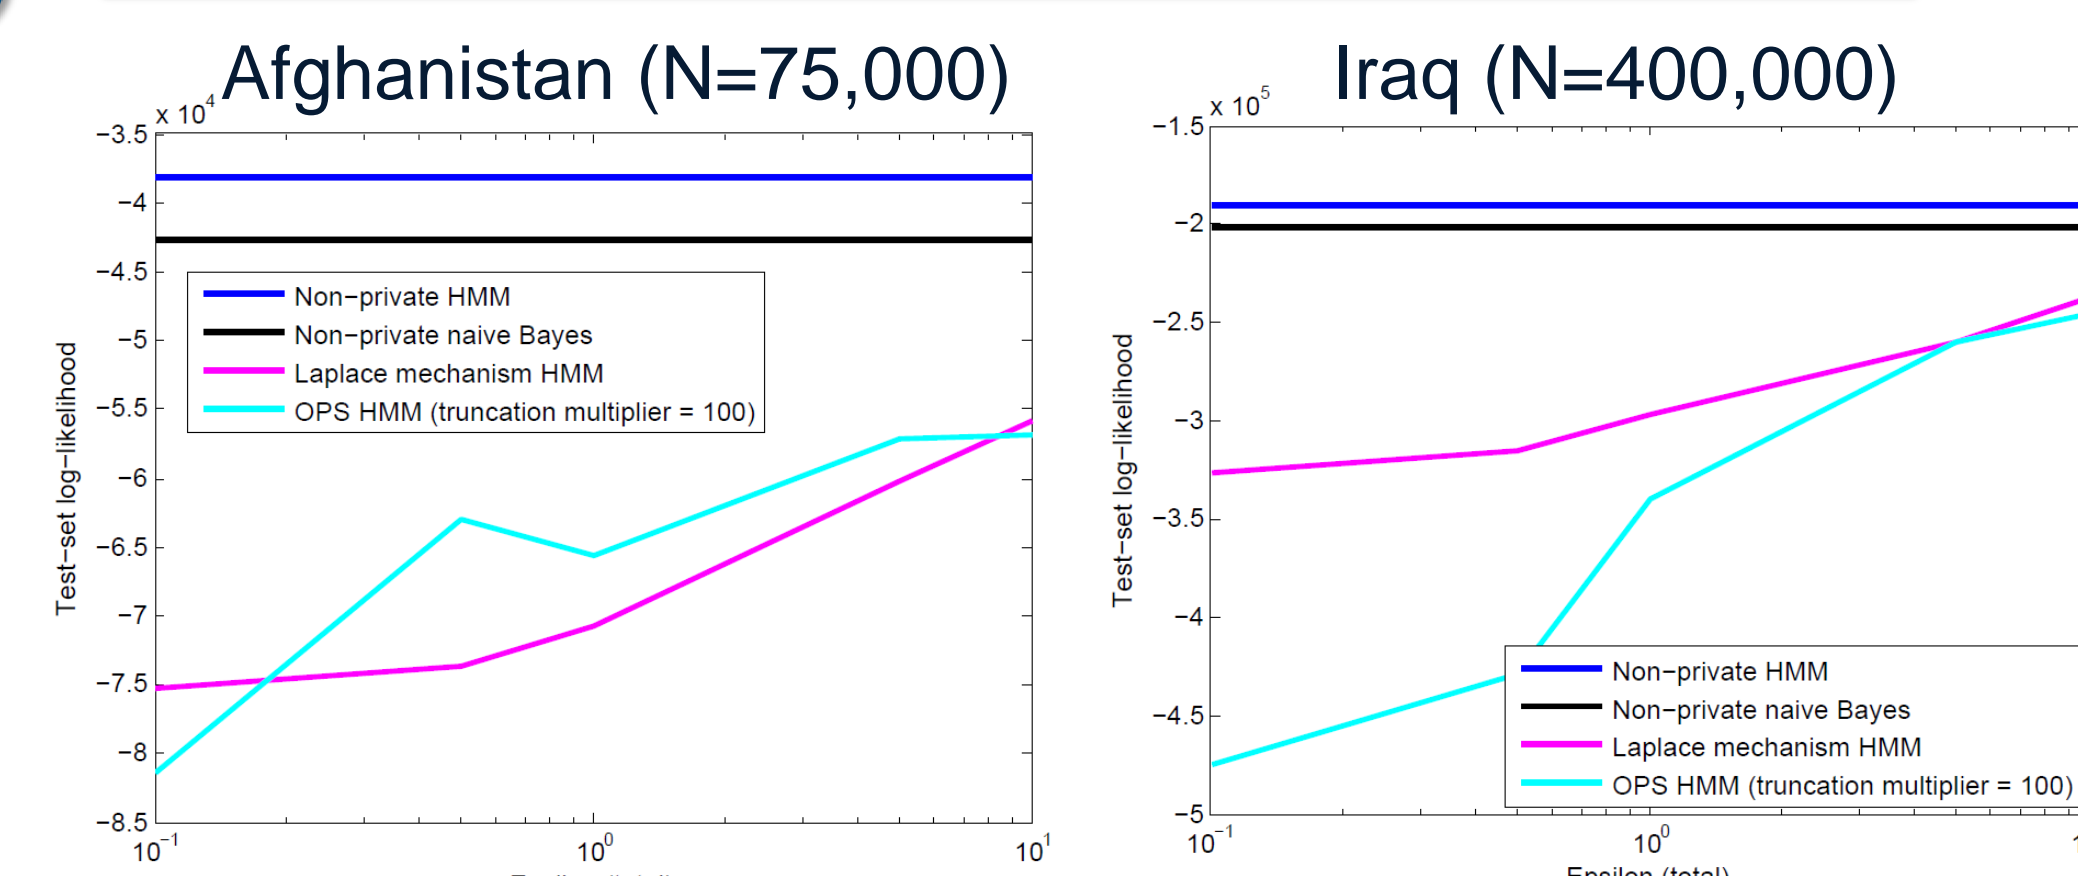 Afghanistan (N=75,000)
x 10^4
−3.5
−4
−4.5
−5
−5.5
−6
−6.5
−7
−7.5
−8
−8.5
Test−set log−likelihood
Non−private HMM
Non−private naive Bayes
Laplace mechanism HMM
OPS HMM (truncation multiplier = 100)
10^−1
10^0
10^1
Iraq (N=400,000)
x 10^5
−1.5
−2
−2.5
−3
−3.5
−4
−4.5
−5
Test−set log−likelihood
Non−private HMM
Non−private naive Bayes
Laplace mechanism HMM
OPS HMM (truncation multiplier = 100)
10^−1
10^0
Epsilon (total)